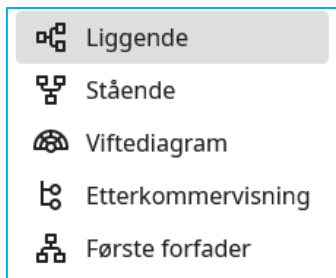 Liggende
Stående
Viftediagram
Etterkommervisning
Første forfader